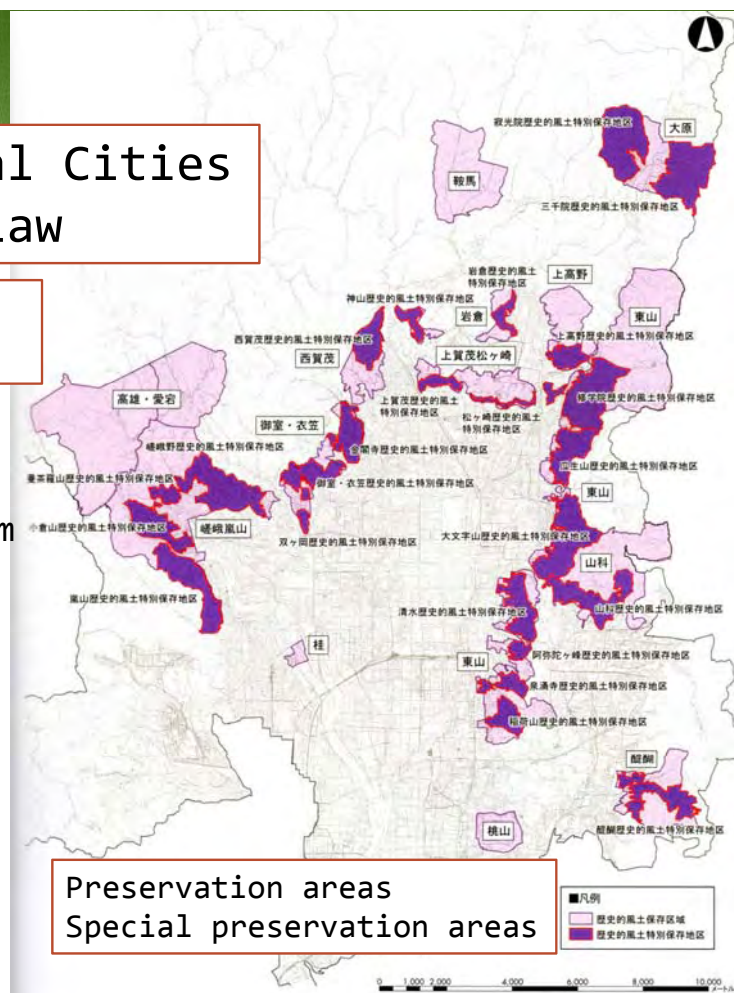 al Cities
Law
寂光院歴史的風土特別保存地区
大原
鞍馬
三千院歴史的風土特別保存地区
岩倉歴史的風土
特別保存地区
上高野
神山歴史的風土特別保存地区
岩倉
東山
西賀茂歴史的風土特別保存地区
上高野歴史的風土特別保存地区
西賀茂
上賀茂松ヶ崎
高雄・愛宕
上賀茂歴史的風土
特別保存地区
松ヶ崎歴史的風土
特別保存地区
修学院歴史的風土特別保存地区
御室・衣笠
嵯峨野歴史的風土特別保存地区
金閣寺歴史的風土特別保存地区
曼荼羅山歴史的風土特別保存地区
御室・衣笠歴史的風土特別保存地区
瓜生山歴史的風土特別保存地区
東山
m
小倉山歴史的風土特別保存地区
嵯峨嵐山
双ヶ岡歴史的風土特別保存地区
大文字山歴史的風土特別保存地区
山科
嵐山歴史的風土特別保存地区
清水歴史的風土特別保存地区
山科歴史的風土特別保存地区
桂
阿弥陀ヶ峰歴史的風土特別保存地区
東山
泉涌寺歴史的風土特別保存地区
稲荷山歴史的風土特別保存地区
醍醐
桃山
醍醐歴史的風土特別保存地区
Preservation areas
Special preservation areas
■凡例
歴史的風土保存区域
歴史的風土特別保存地区
0 1,000 2,000 4,000 6,000 8,000 10,000
メートル